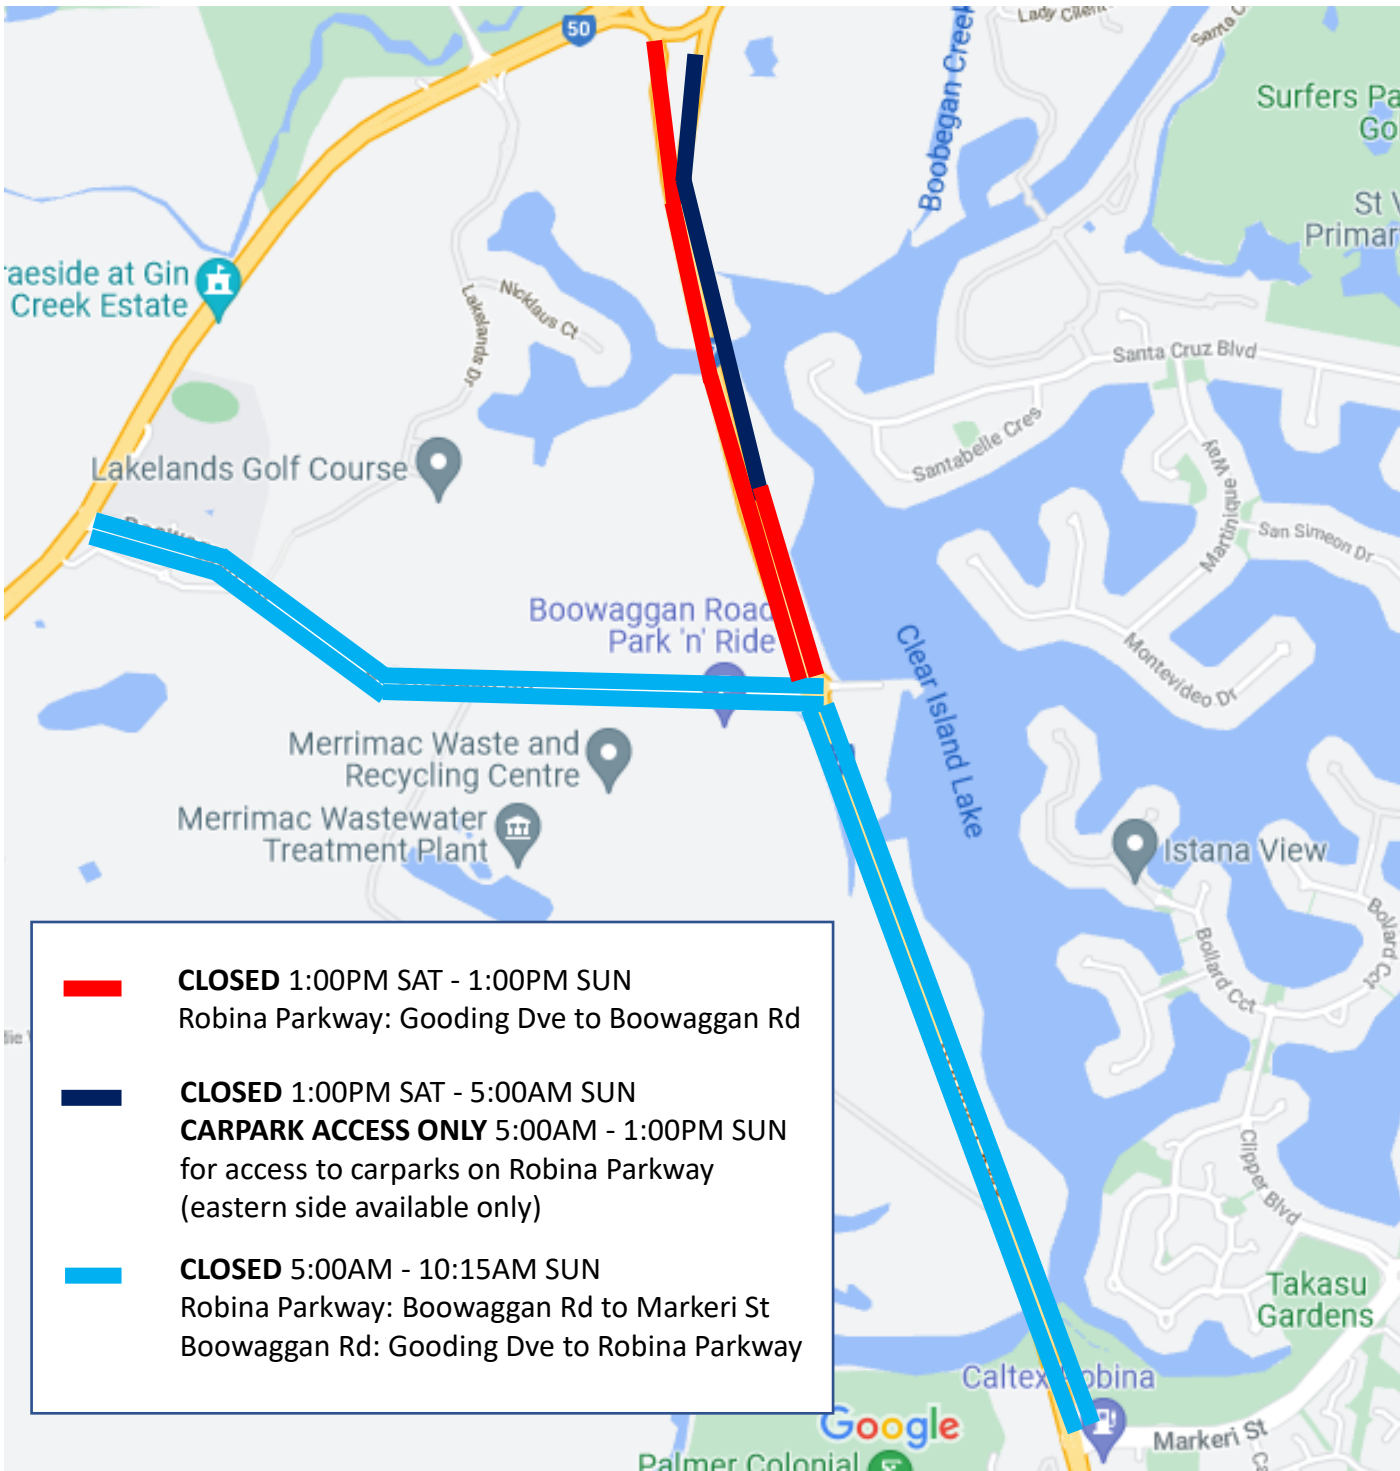 50
Lady
Boobegan Creek
Surfers Pa
Go
St V
Primar
raeside at Gin
Creek Estate
Nicklaus Ct
Lakelands Dr
Santa Cruz Blvd
Santabelle Cres
Martinique Way
San Simeon Dr
Montevideo Dr
Lakelands Golf Course
Boowaggan Road
Park 'n' Ride
Clear Island Lake
Merrimac Waste and
Recycling Centre
Merrimac Wastewater
Treatment Plant
Istana View
Bollard Cct
Bollard Cct
Clipper Blvd
CLOSED 1:00PM SAT - 1:00PM SUN
Robina Parkway: Gooding Dve to Boowaggan Rd
CLOSED 1:00PM SAT - 5:00AM SUN
CARPARK ACCESS ONLY 5:00AM - 1:00PM SUN
for access to carparks on Robina Parkway
(eastern side available only)
CLOSED 5:00AM - 10:15AM SUN
Robina Parkway: Boowaggan Rd to Markeri St
Boowaggan Rd: Gooding Dve to Robina Parkway
Takasu
Gardens
Caltex Robina
Google
Markeri St
Palmer Colonial